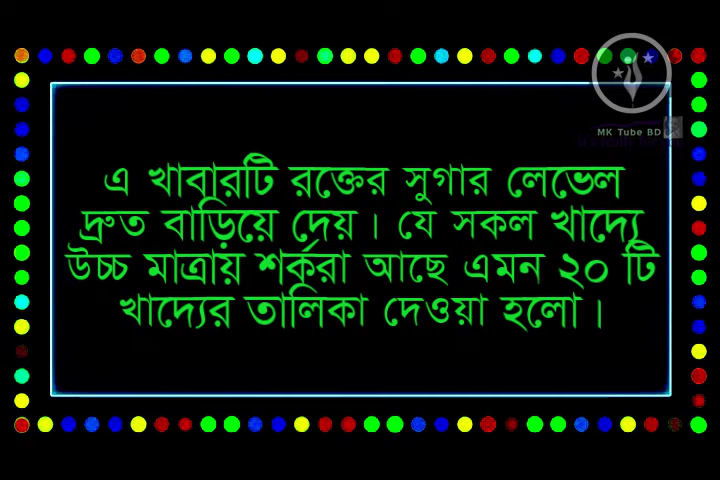 MK Tube BD
এ খাবারটি রক্তের সুগার লেভেল
দ্রুত বাড়িয়ে দেয়। যে সকল খাদ্যে
উচ্চ মাত্রায় শর্করা আছে এমন ২০ টি
খাদ্যের তালিকা দেওয়া হলো।